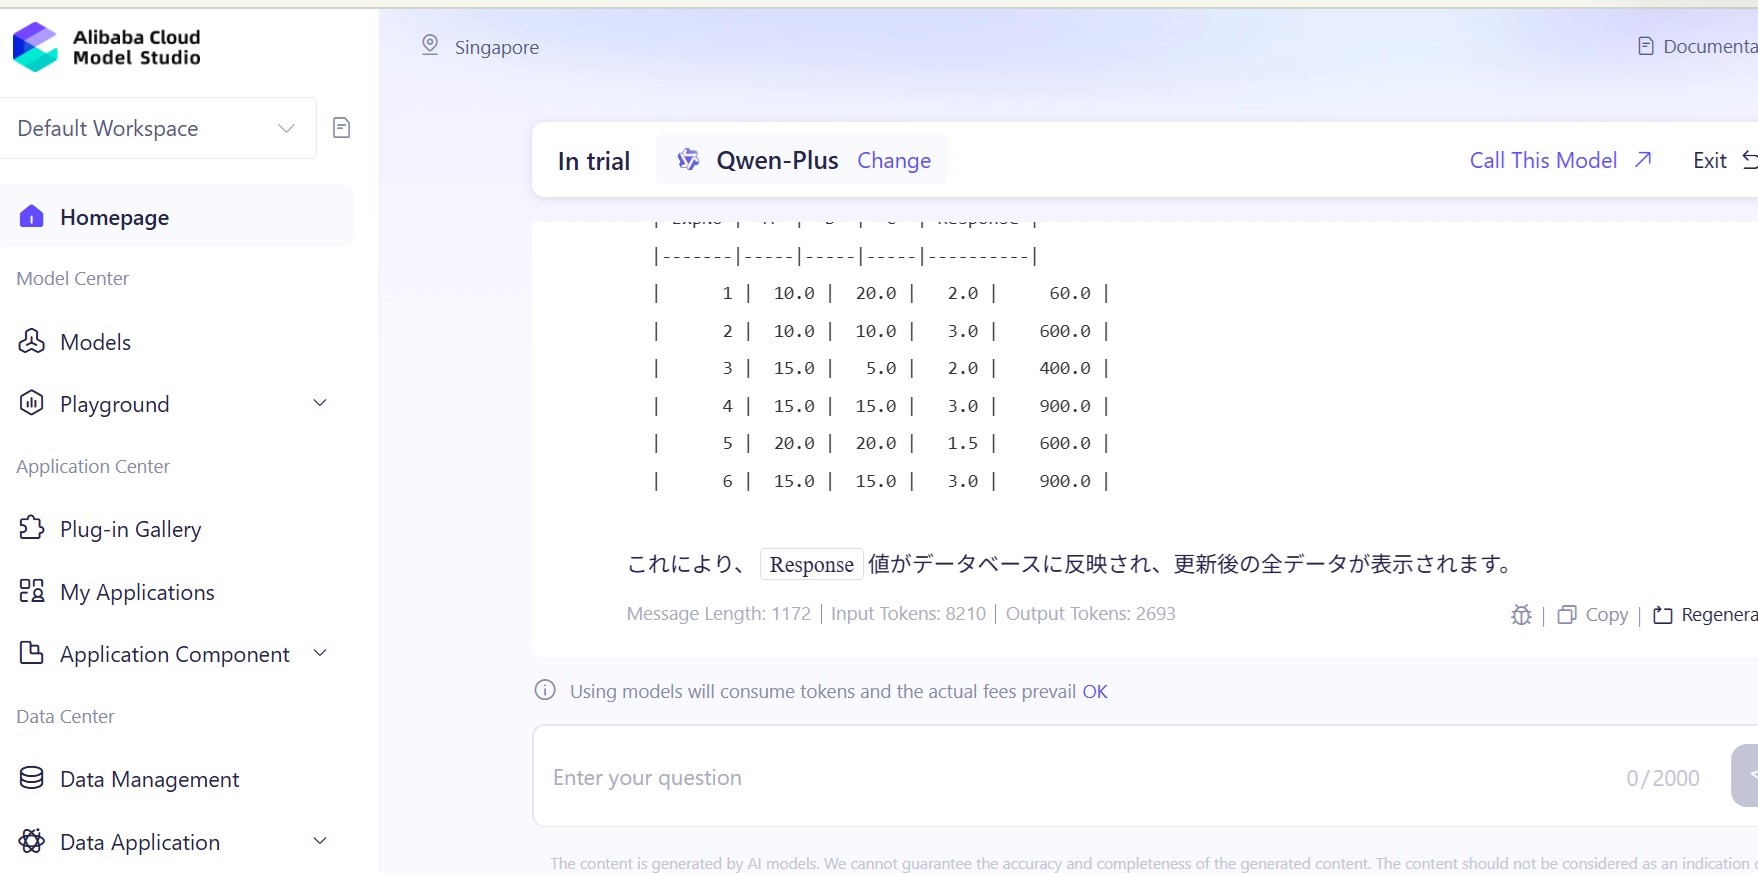 Alibaba Cloud
Model Studio
Singapore
Documenta
Default Workspace
In trial Qwen-Plus Change Call This Model Exit
Homepage
Model Center
Models
Playground
Application Center
Plug-in Gallery
My Applications
Application Component
Data Center
Data Management
Data Application
| ExpNo | A | B | C | Response |
|-------|-----|-----|-----|----------|
| 1 | 10.0 | 20.0 | 2.0 | 60.0 |
| 2 | 10.0 | 10.0 | 3.0 | 600.0 |
| 3 | 15.0 | 5.0 | 2.0 | 400.0 |
| 4 | 15.0 | 15.0 | 3.0 | 900.0 |
| 5 | 20.0 | 20.0 | 1.5 | 600.0 |
| 6 | 15.0 | 15.0 | 3.0 | 900.0 |
これにより、 Response 値がデータベースに反映され、更新後の全データが表示されます。
Message Length: 1172 | Input Tokens: 8210 | Output Tokens: 2693
| Copy | Regenera
Using models will consume tokens and the actual fees prevail OK
Enter your question
0/2000
The content is generated by AI models. We cannot guarantee the accuracy and completeness of the generated content. The content should not be considered as an indication